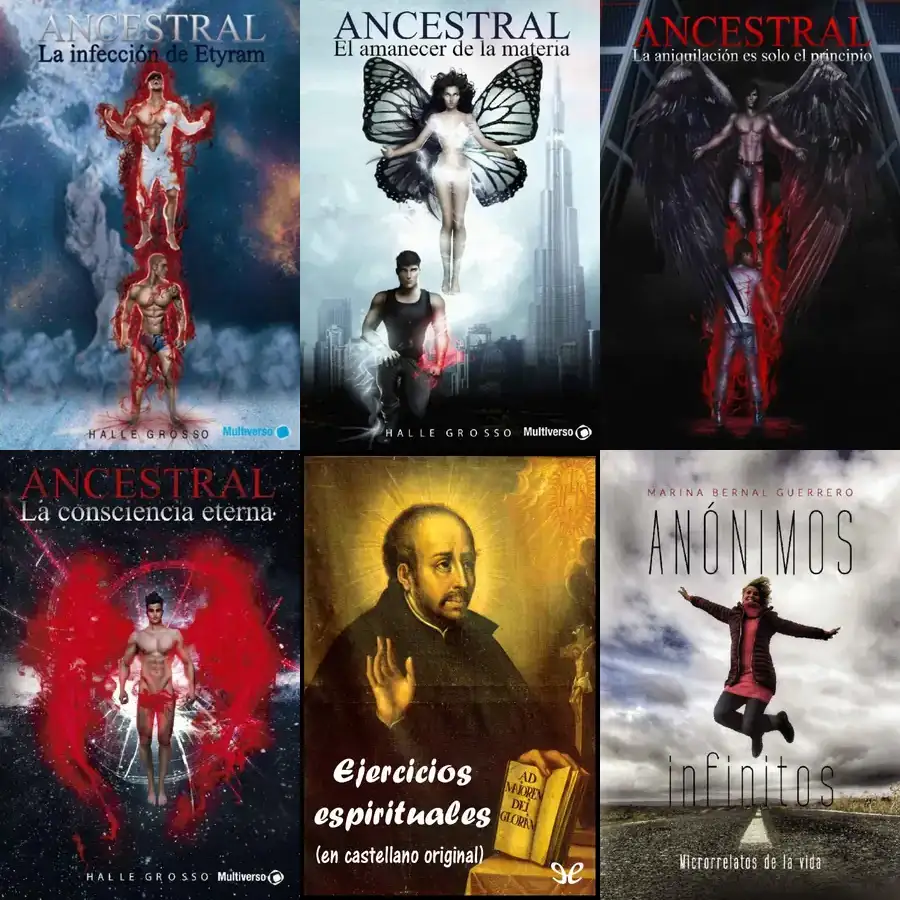 ANCESTRAL
La infección de Etyram
HALLE GROSSO
Multiverso
ANCESTRAL
El amanecer de la materia
HALLE GROSSO
Multiverso
ANCESTRAL
La aniquilación es solo el principio
ANCESTRAL
La consciencia eterna
HALLE GROSSO
Multiverso
AD
MAIOREM
DEI
GLORIAM
Ejercicios
espirituales
(en castellano original)
MARINA BERNAL GUERRERO
ANÓNIMOS
infinitos
Microrrelatos de la vida